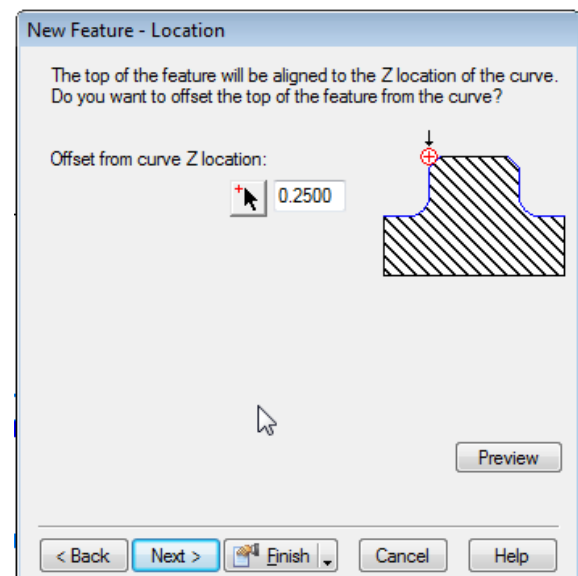 New Feature - Location
The top of the feature will be aligned to the Z location of the curve.
Do you want to offset the top of the feature from the curve?
Offset from curve Z location:
0.2500
Preview
< Back Next > Finish Cancel Help